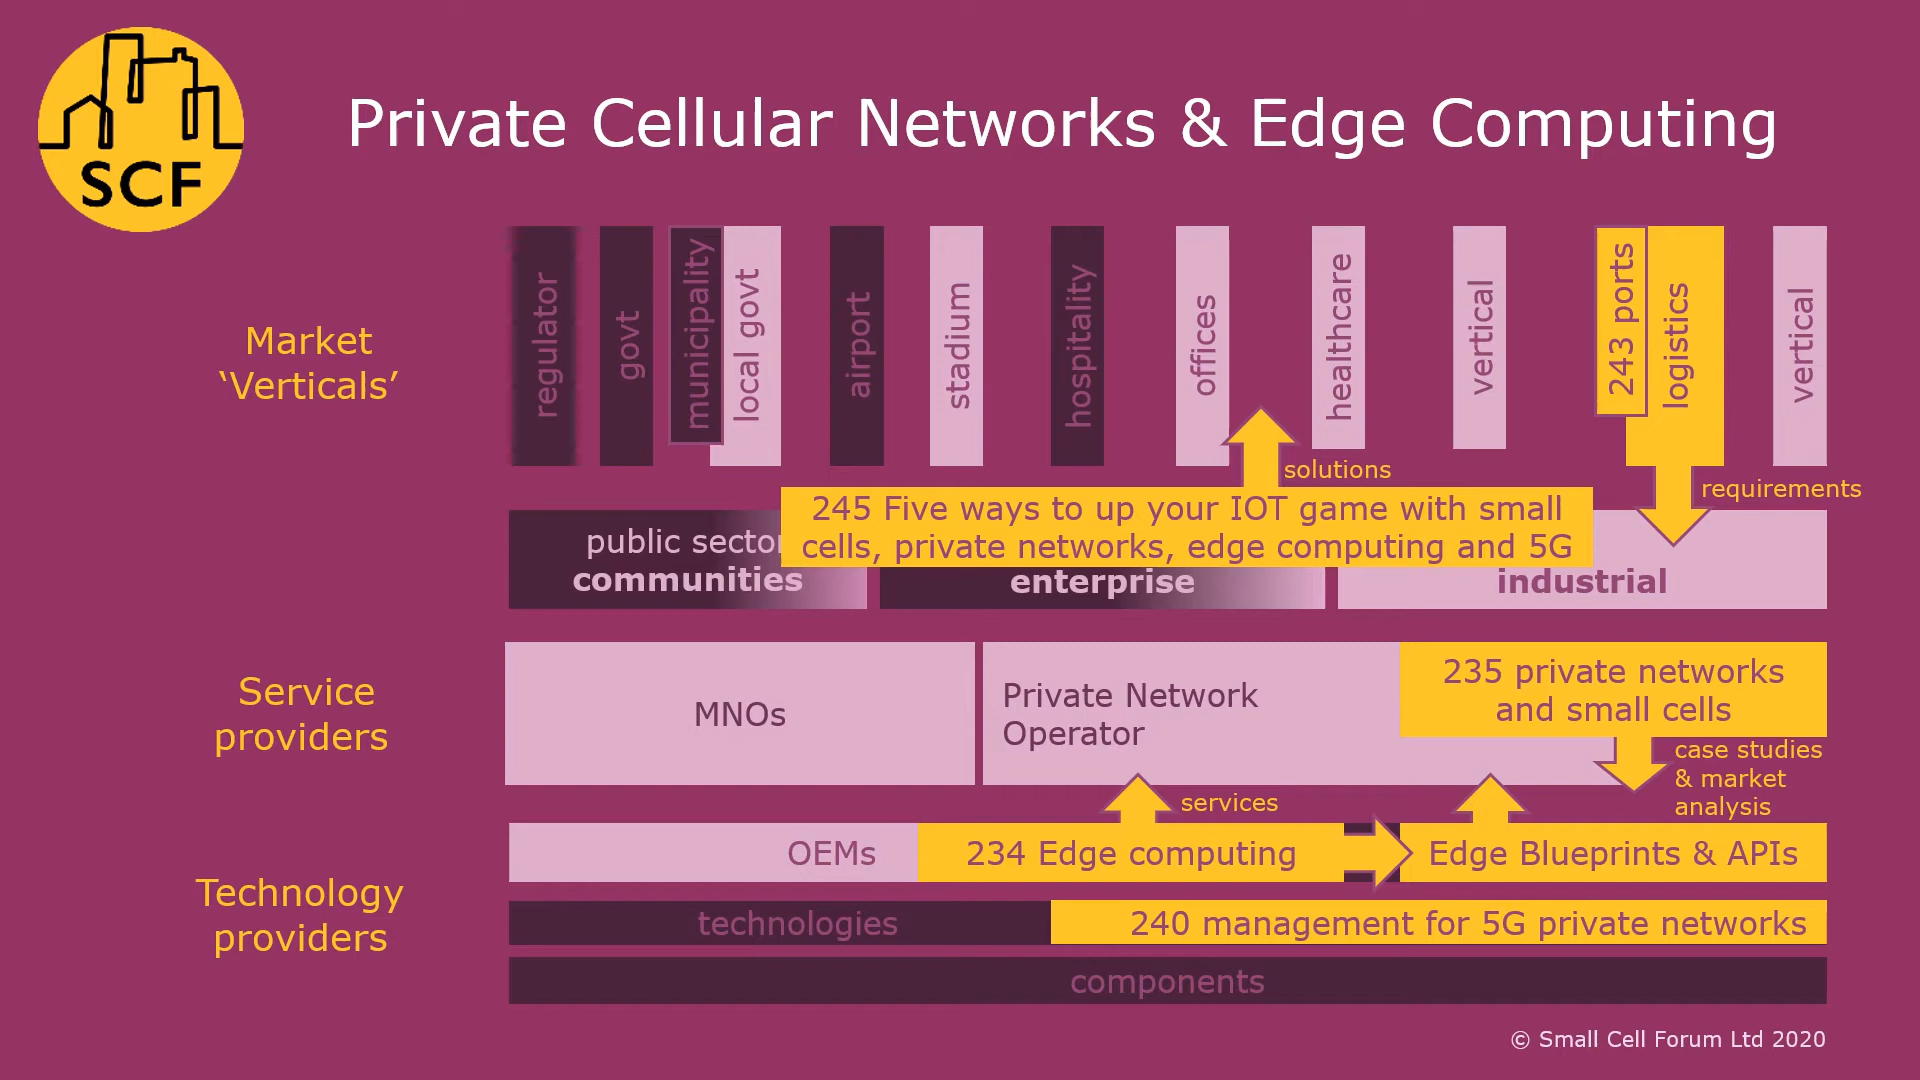 SCF
Private Cellular Networks & Edge Computing
Market
‘Verticals’
regulator
govt
municipality
local govt
airport
stadium
hospitality
offices
healthcare
vertical
243 ports
logistics
vertical
solutions
requirements
245 Five ways to up your IOT game with small
cells, private networks, edge computing and 5G
public sector
communities
enterprise
industrial
Service
providers
MNOs
Private Network
Operator
235 private networks
and small cells
case studies
& market
analysis
services
Technology
providers
OEMs
234 Edge computing
Edge Blueprints & APIs
technologies
240 management for 5G private networks
components
© Small Cell Forum Ltd 2020